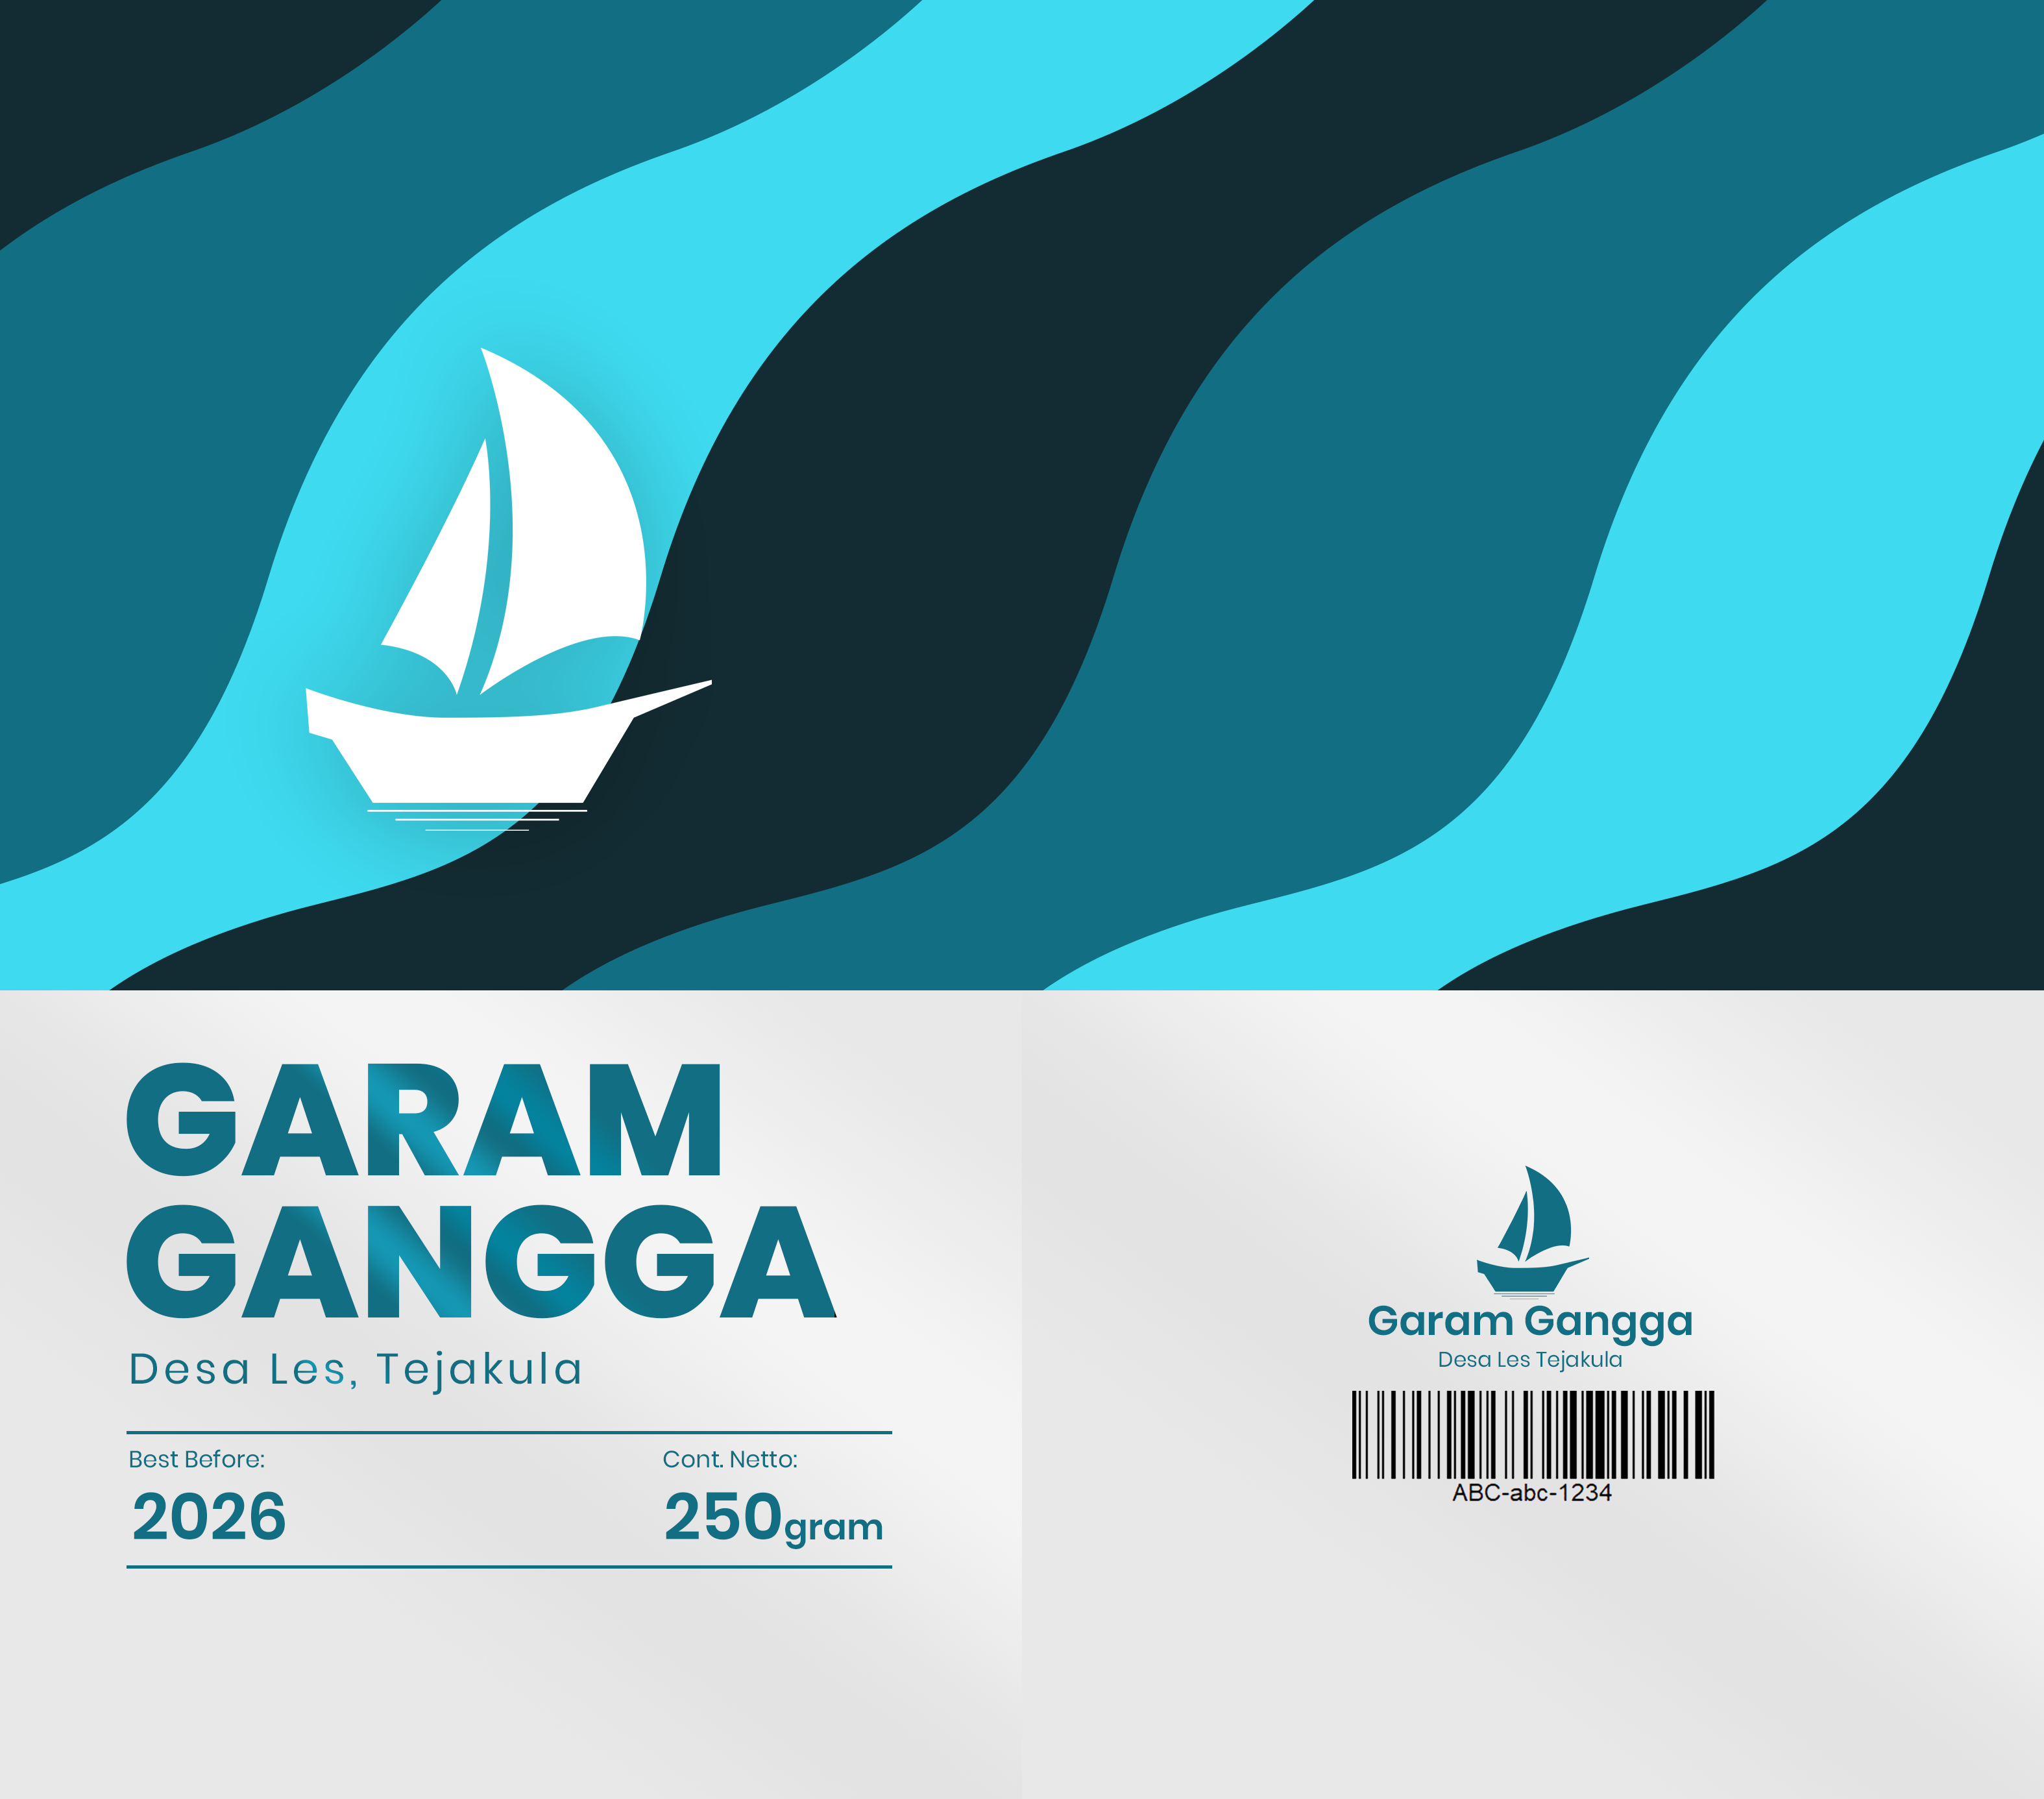 GARAM
GANGGA
Desa Les, Tejakula
Best Before:
2026
Cont. Netto:
250gram
Garam Gangga
Desa Les Tejakula
ABC-abc-1234